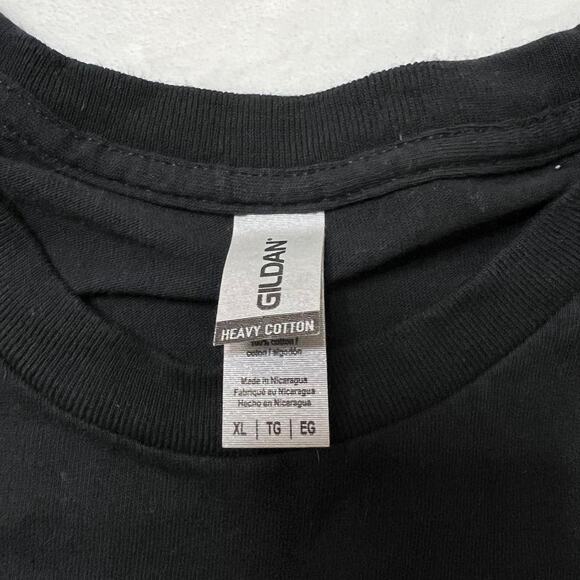 GILDAN
HEAVY COTTON
100% cotton /
coton / algodón
Made in Nicaragua
Fabriqué au Nicaragua
Hecho en Nicaragua
XL | TG | EG